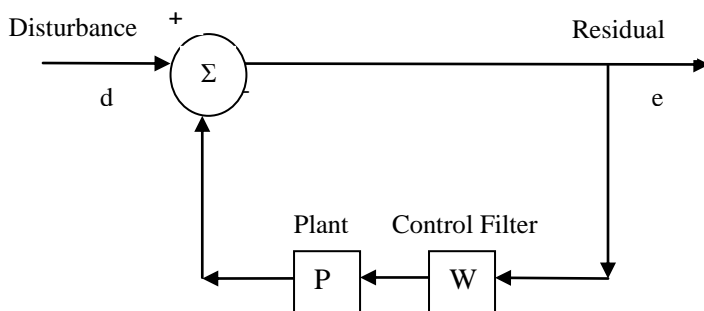 +
Disturbance
Residual
Σ
-
d
e
Plant
Control Filter
P
W